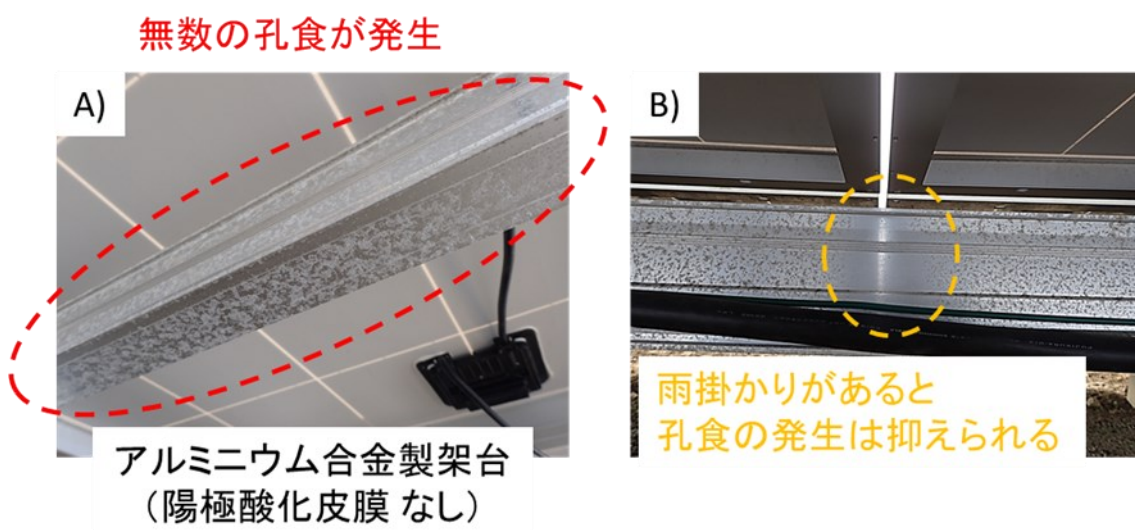 無数の孔食が発生
A)
B)
アルミニウム合金製架台
（陽極酸化皮膜 なし）
雨掛かりがあると
孔食の発生は抑えられる